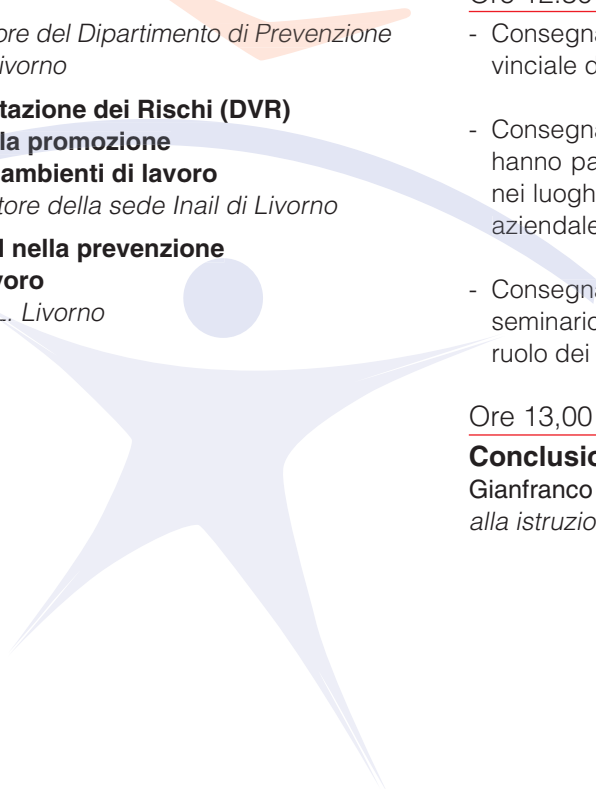 ore del Dipartimento di Prevenzione
ivorno
tazione dei Rischi (DVR)
la promozione
ambienti di lavoro
tore della sede Inail di Livorno
nella prevenzione
voro
L. Livorno
- Consegna
vinciale d
- Consegna
hanno pa
nei luogh
aziendale
- Consegna
seminario
ruolo dei
Ore 13,00
Conclusio
Gianfranco
alla istruzio